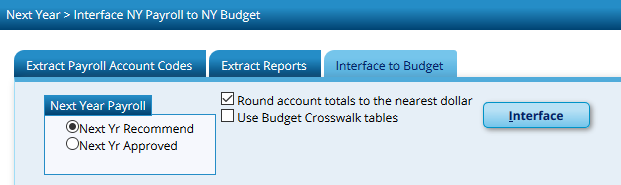 Next Year > Interface NY Payroll to NY Budget
Extract Payroll Account Codes Extract Reports Interface to Budget
Next Year Payroll
Next Yr Recommend
Next Yr Approved
Round account totals to the nearest dollar
Use Budget Crosswalk tables
Interface